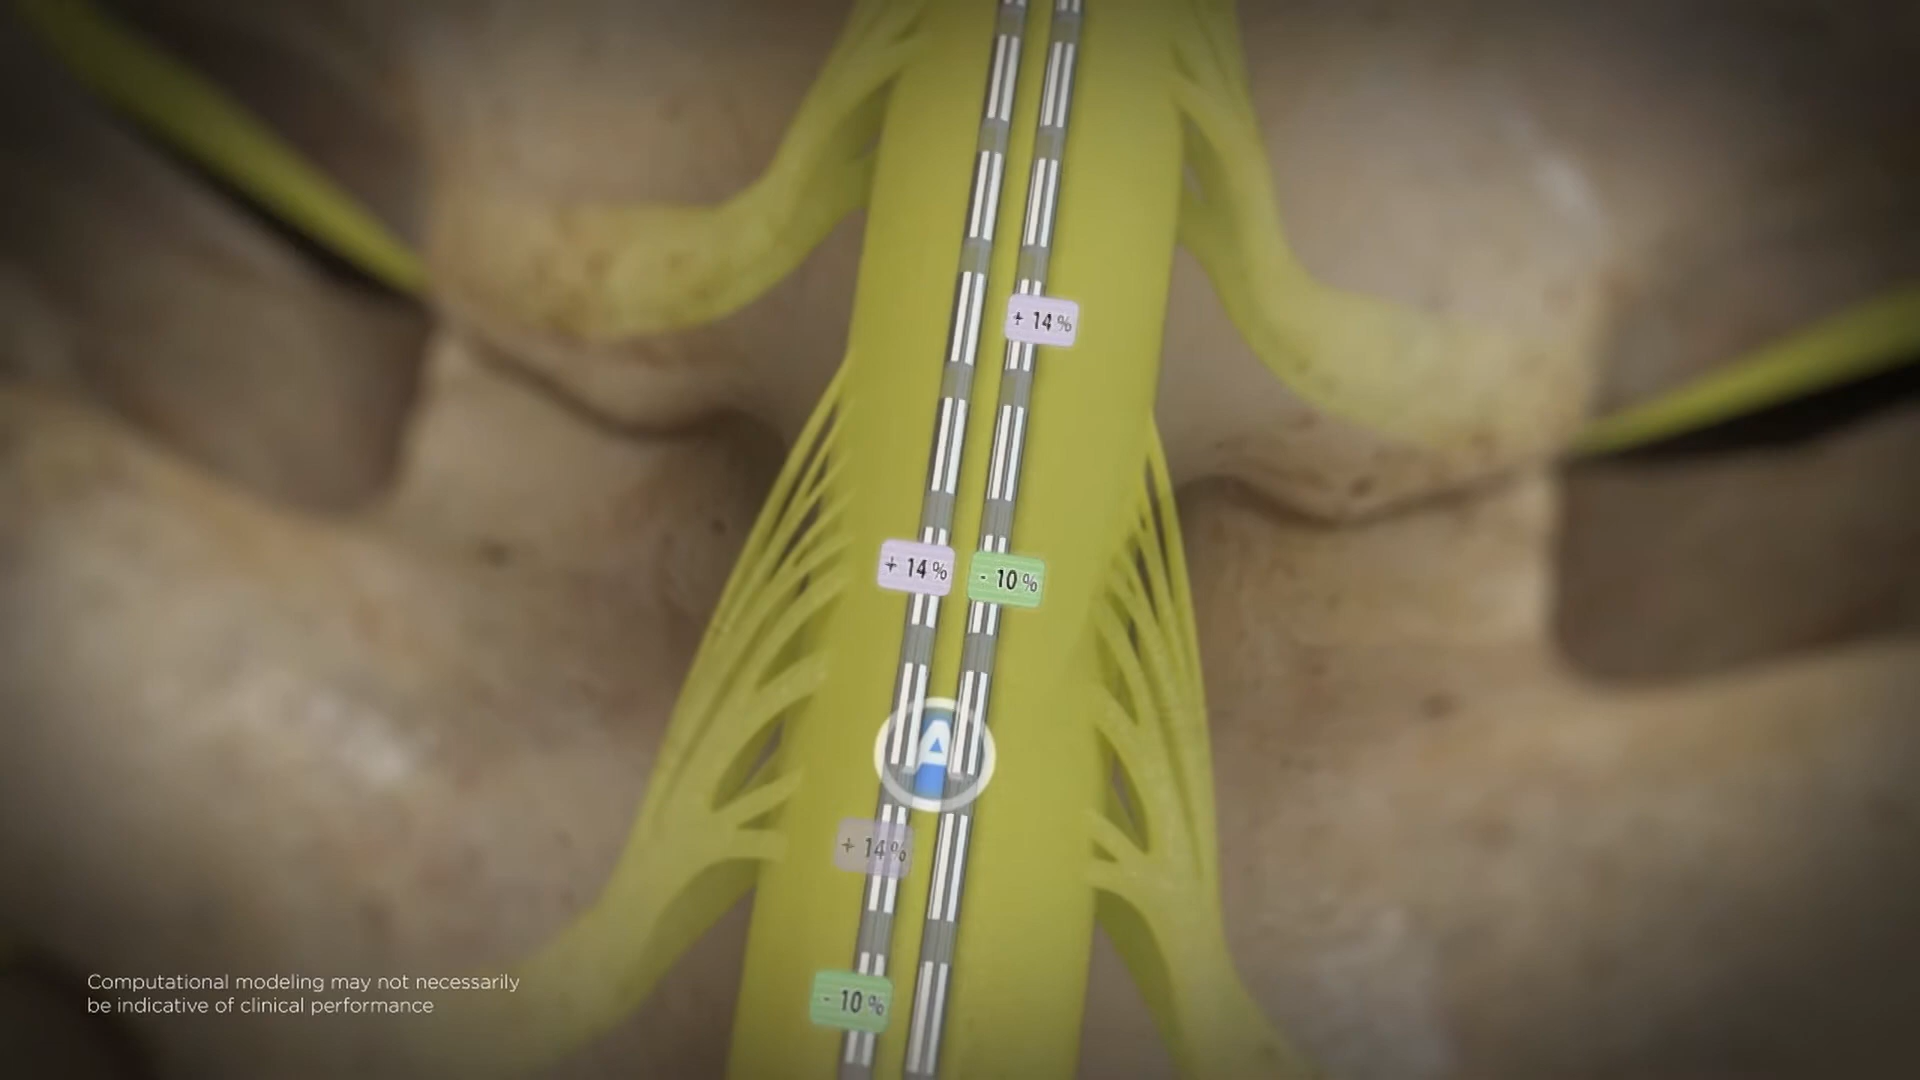 + 14 %
+ 14 %
- 10 %
A
+ 14 %
- 10 %
Computational modeling may not necessarily
be indicative of clinical performance